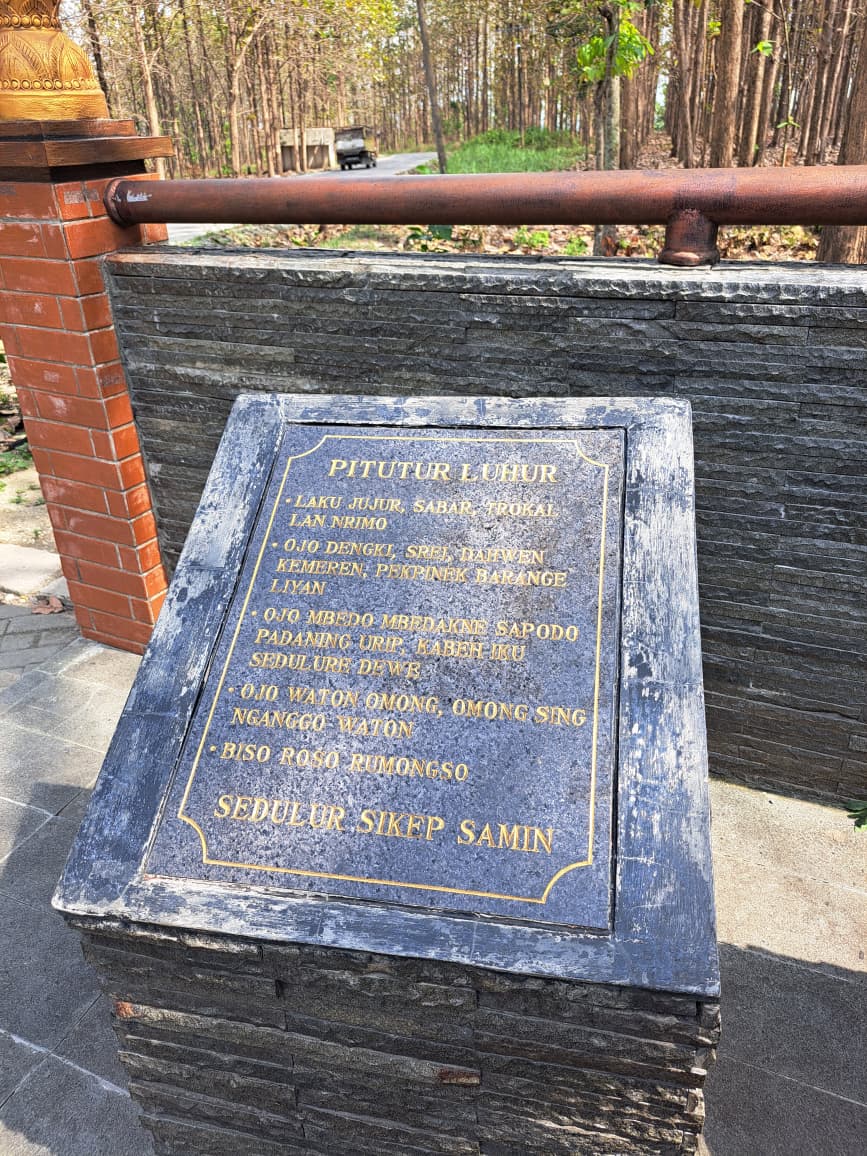 PITUTUR LUHUR
• LAKU JUJUR, SABAR, TROKAL
LAN NRIMO
• OJO DENGKI, SREI, DAHWEN
KEMEREN, PEKPINEK BARANGE
LIYAN
• OJO MBEDO MBEDAKNE SAPODO
PADANING URIP, KABEH IKU
SEDULURE DEWE
• OJO WATON OMONG, OMONG SING
NGANGGO WATON
• BISO ROSO RUMONGSO
SEDULUR SIKEP SAMIN